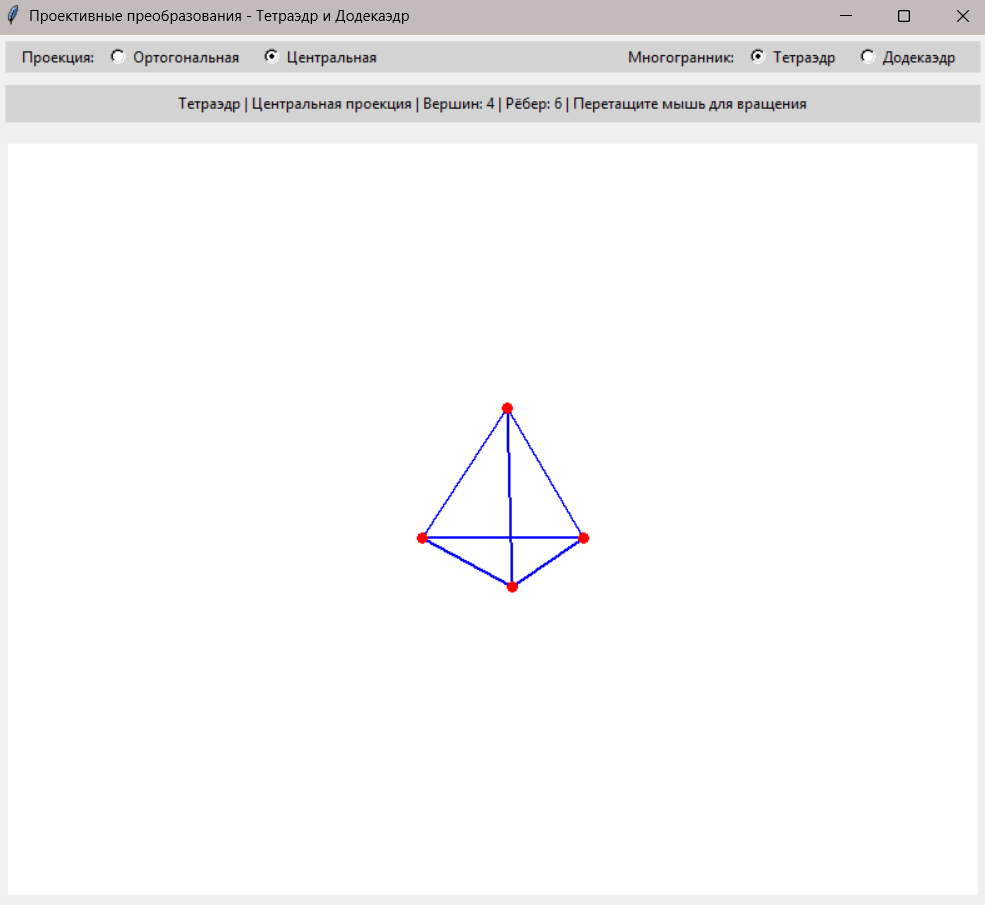 Проективные преобразования - Тетраэдр и Додекаэдр
Проекция: Ортогональная Центральная Многогранник: Тетраэдр Додекаэдр
Тетраэдр | Центральная проекция | Вершин: 4 | Рёбер: 6 | Перетащите мышь для вращения